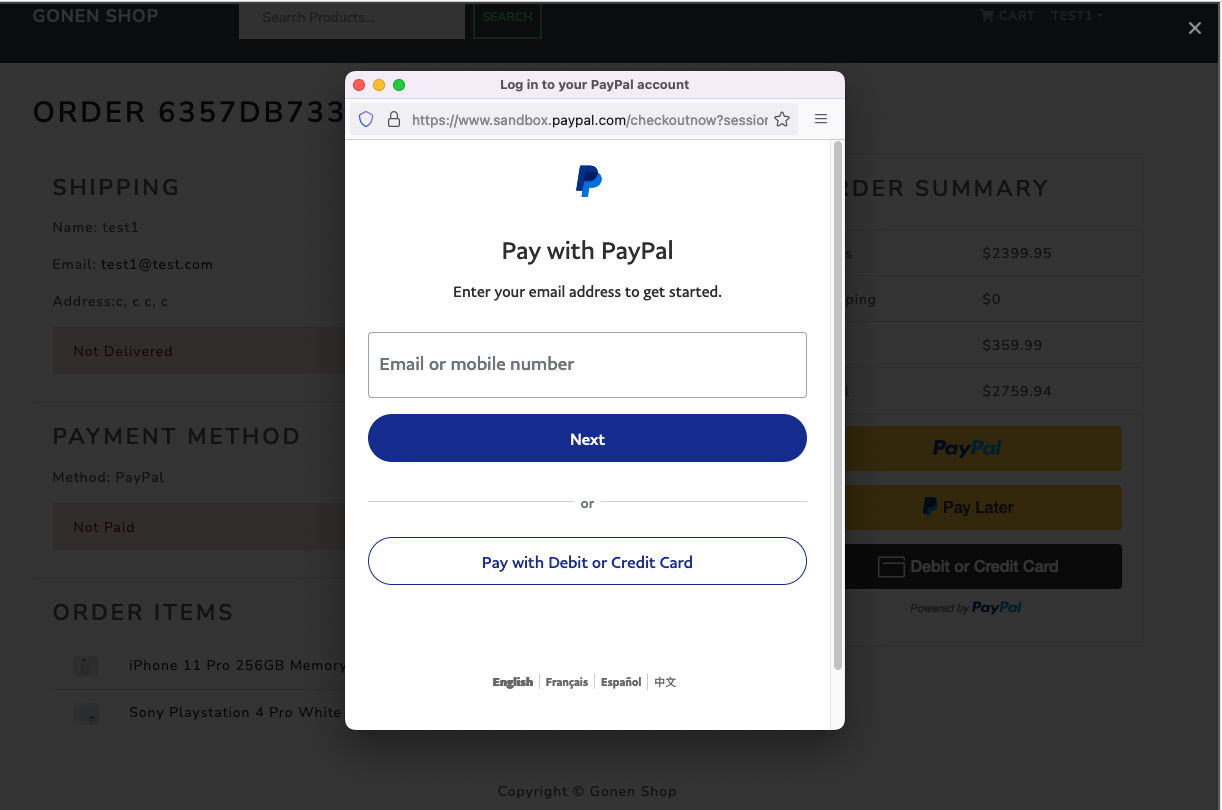 GONEN SHOP
Search Products...
SEARCH
CART
TEST1
Log in to your PayPal account
https://www.sandbox.paypal.com/checkoutnow?session
ORDER 6357DB733
SHIPPING
Name: test1
Email: test1@test.com
Address:c, c c, c
Not Delivered
PAYMENT METHOD
Method: PayPal
Not Paid
ORDER ITEMS
iPhone 11 Pro 256GB Memory
Sony Playstation 4 Pro White
Pay with PayPal
Enter your email address to get started.
Email or mobile number
Next
or
Pay with Debit or Credit Card
English
Français
Español
中文
RDER SUMMARY
s $2399.95
ping $0
$359.99
l $2759.94
PayPal
Pay Later
Debit or Credit Card
Powered by PayPal
Copyright © Gonen Shop